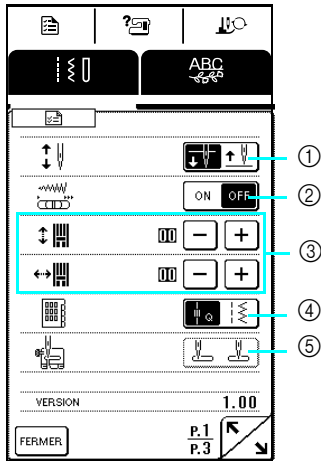 ABC
①
ON OFF ②
00 − +
③
00 − +
Q ④
⑤
VERSION 1.00
FERMER P.1
P.3